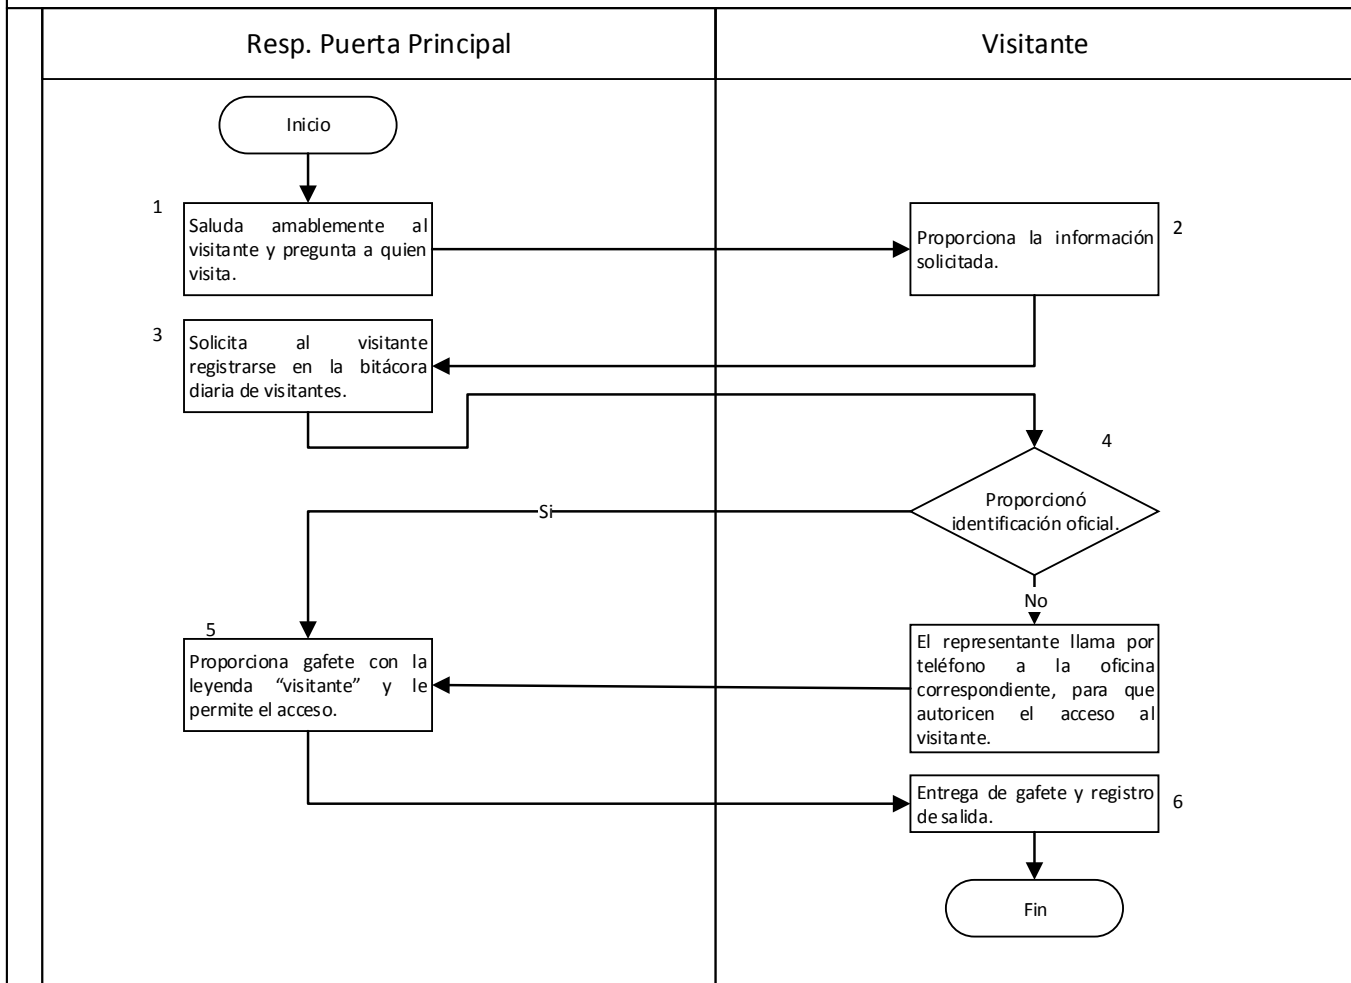 Resp. Puerta Principal
Visitante
Inicio
1
Saluda amablemente al
visitante y pregunta a quien
visita.
2
Proporciona la información
solicitada.
3
Solicita al visitante
registrarse en la bitácora
diaria de visitantes.
4
Proporcionó
identificación oficial.
Si
No
5
Proporciona gafete con la
leyenda “visitante” y le
permite el acceso.
El representante llama por
teléfono a la oficina
correspondiente, para que
autoricen el acceso al
visitante.
Entrega de gafete y registro
de salida.
6
Fin